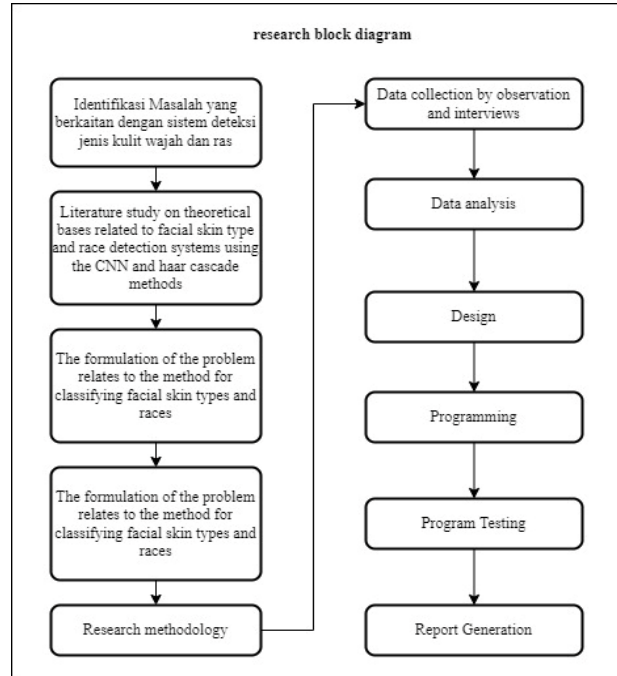 research block diagram
Identifikasi Masalah yang
berkaitan dengan sistem deteksi
jenis kulit wajah dan ras
Literature study on theoretical
bases related to facial skin type
and race detection systems using
the CNN and haar cascade
methods
The formulation of the problem
relates to the method for
classifying facial skin types and
races
The formulation of the problem
relates to the method for
classifying facial skin types and
races
Research methodology
Data collection by observation
and interviews
Data analysis
Design
Programming
Program Testing
Report Generation